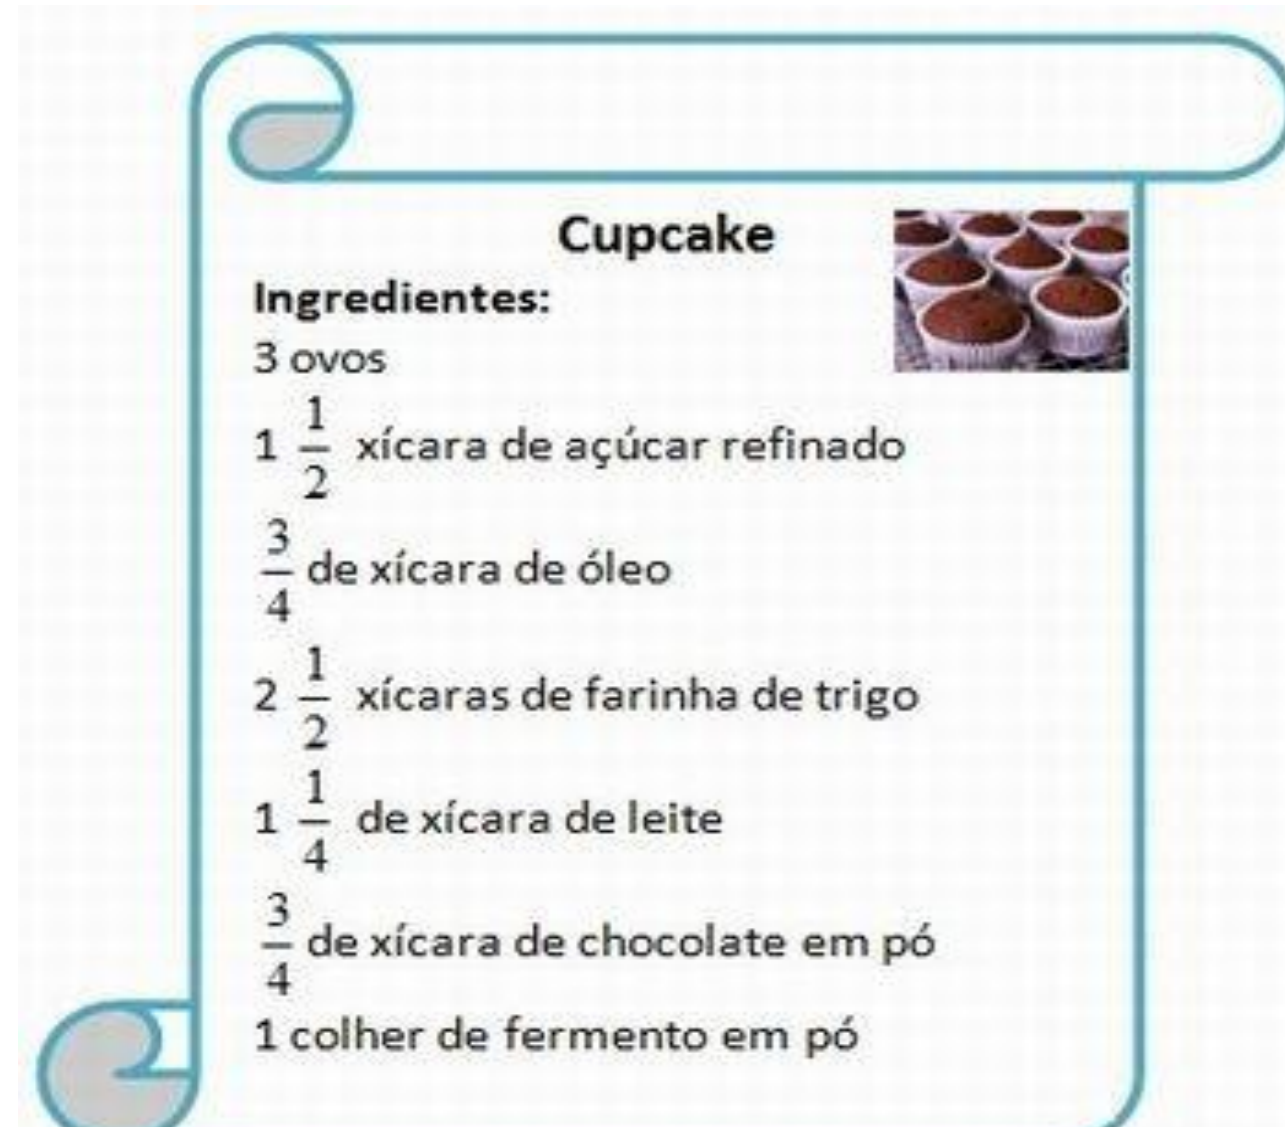 Cupcake
Ingredientes:
3 ovos
1 1/2 xícara de açúcar refinado
3/4 de xícara de óleo
2 1/2 xícaras de farinha de trigo
1 1/4 de xícara de leite
3/4 de xícara de chocolate em pó
1 colher de fermento em pó